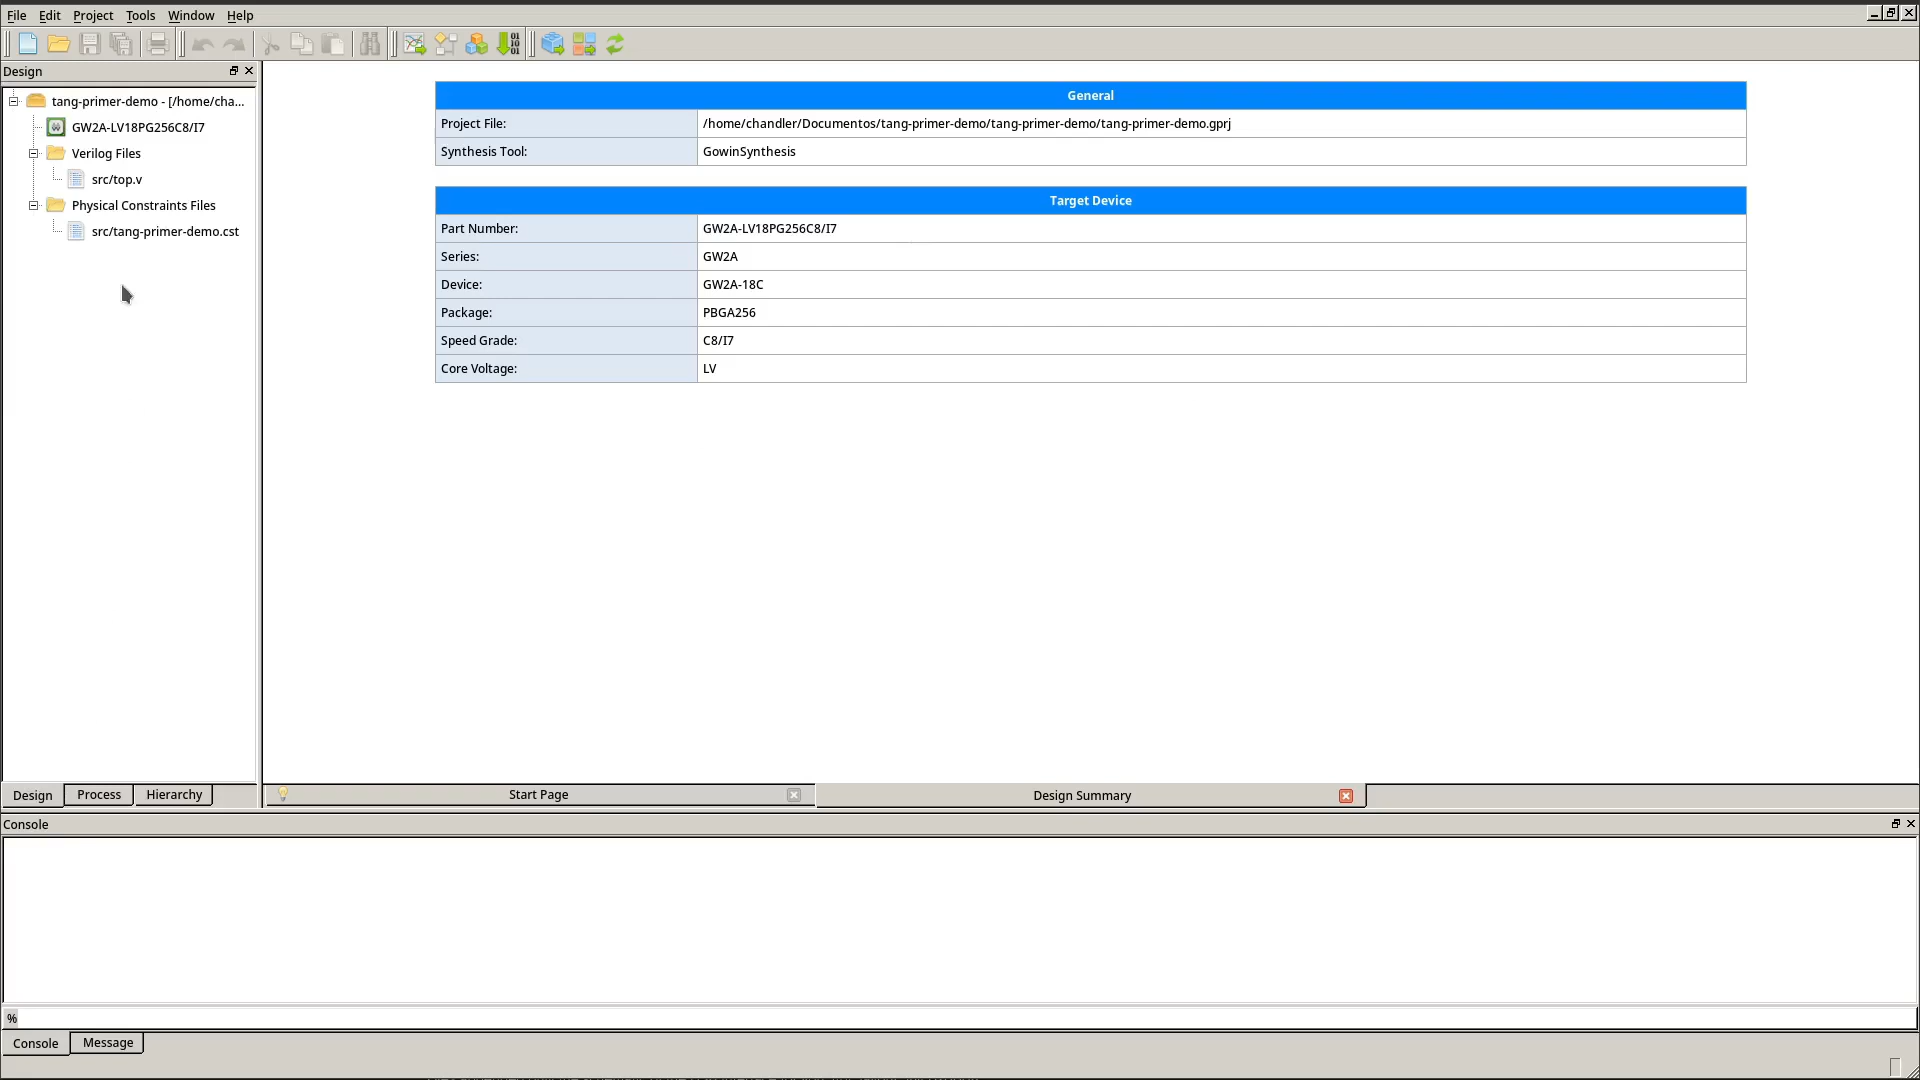 File Edit Project Tools Window Help
Design
tang-primer-demo - [/home/cha...
GW2A-LV18PG256C8/I7
Verilog Files
src/top.v
Physical Constraints Files
src/tang-primer-demo.cst
Design Process Hierarchy
General
Project File: /home/chandler/Documentos/tang-primer-demo/tang-primer-demo/tang-primer-demo.gprj
Synthesis Tool: GowinSynthesis
Target Device
Part Number: GW2A-LV18PG256C8/I7
Series: GW2A
Device: GW2A-18C
Package: PBGA256
Speed Grade: C8/I7
Core Voltage: LV
Start Page Design Summary
Console
%
Console Message